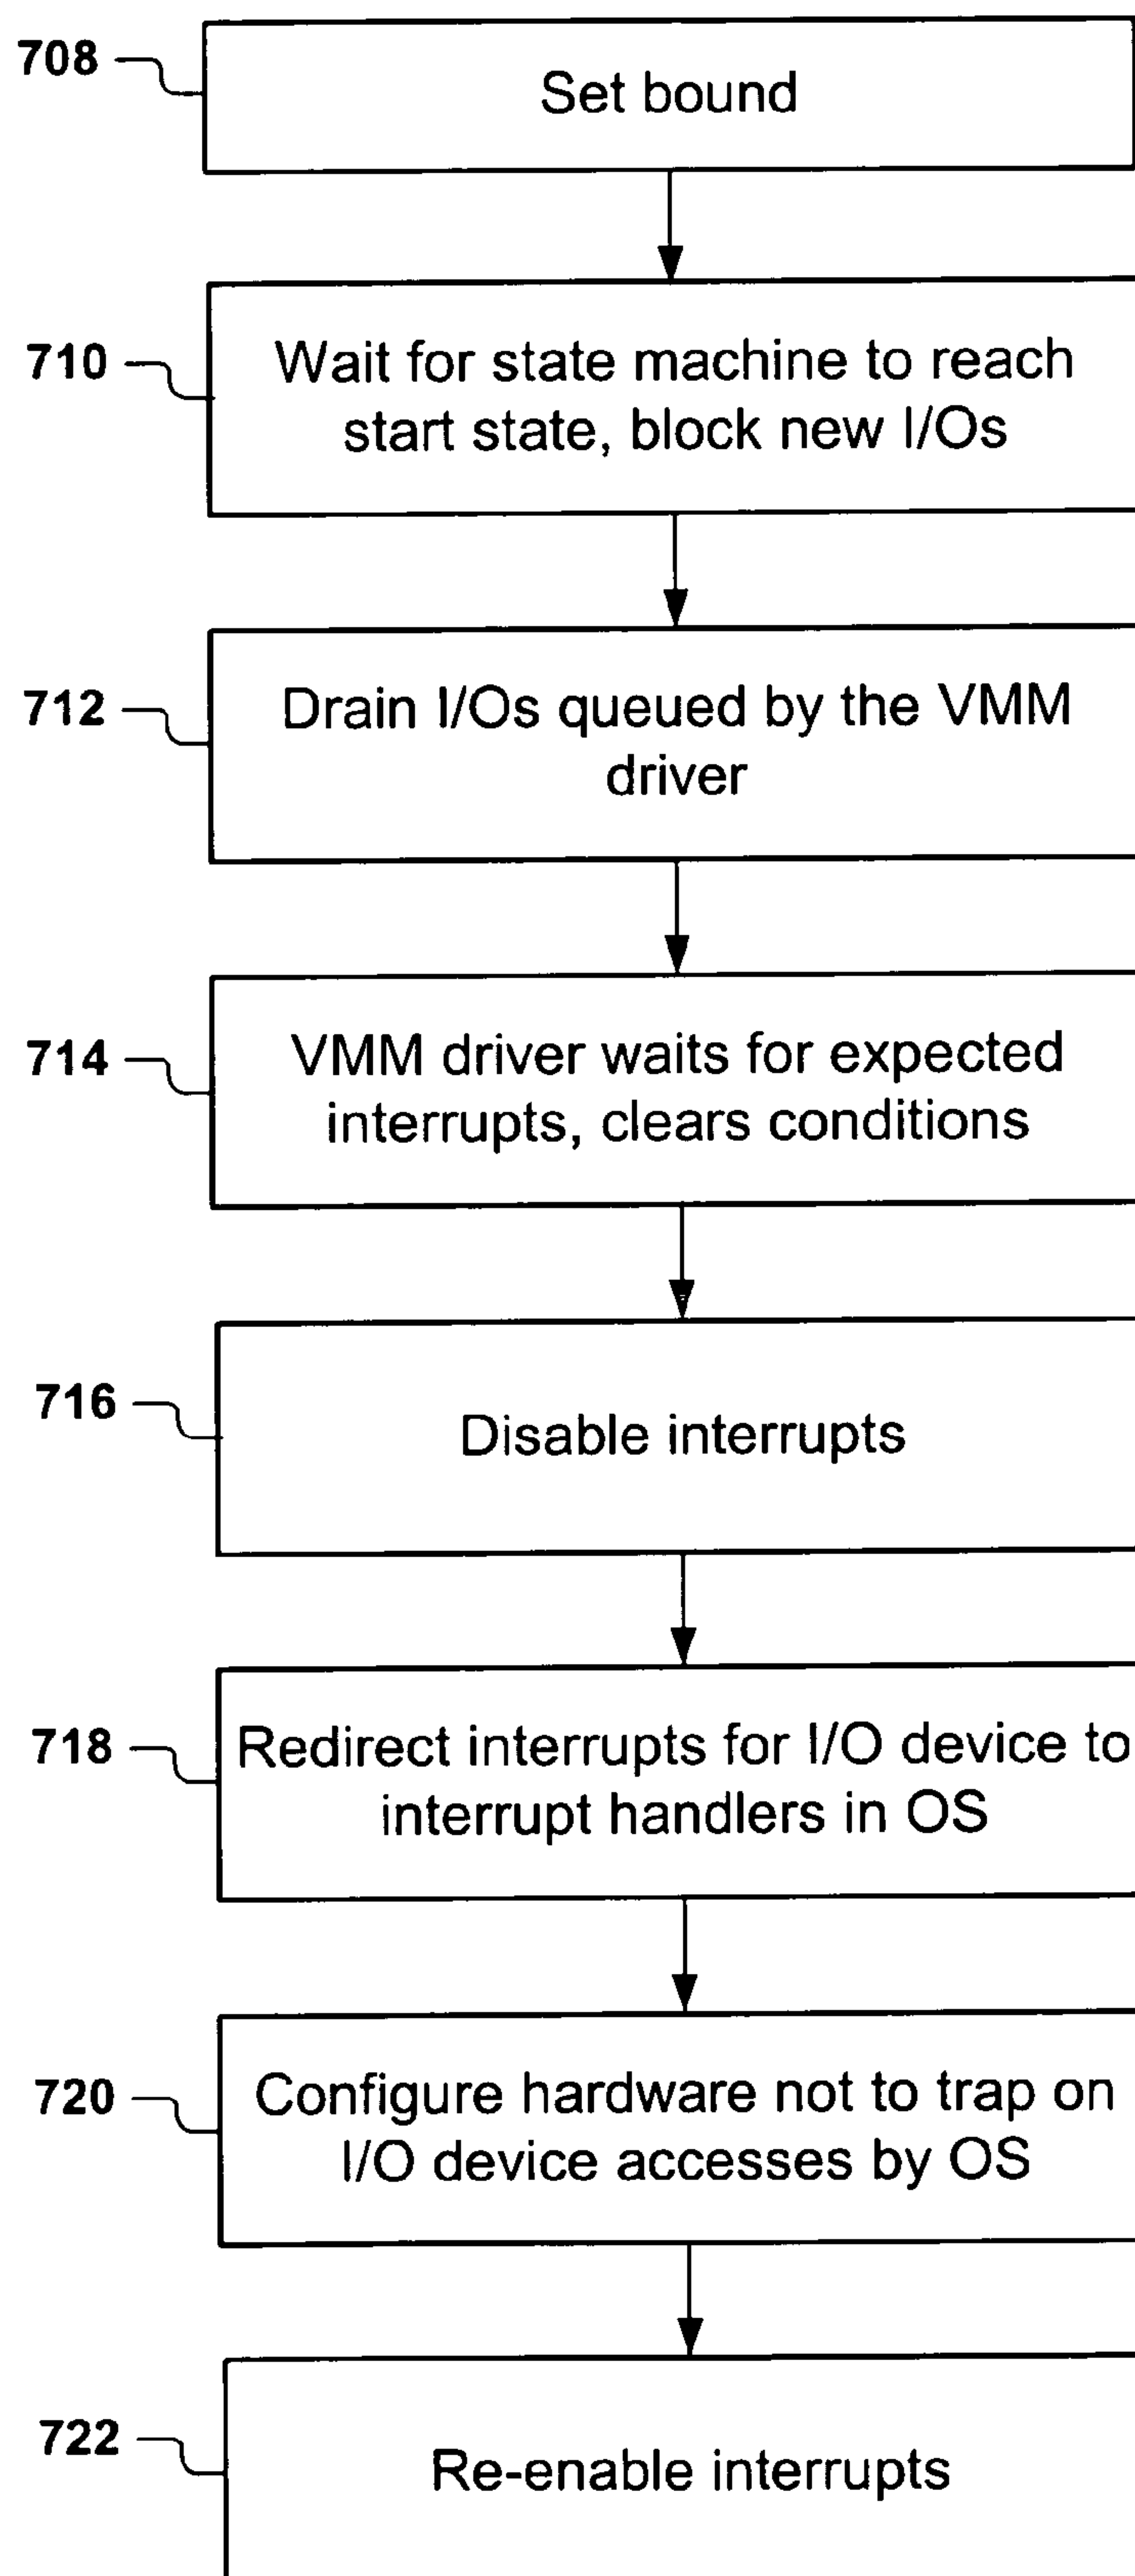 708
Set bound
710
Wait for state machine to reach
start state, block new I/Os
712
Drain I/Os queued by the VMM
driver
714
VMM driver waits for expected
interrupts, clears conditions
716
Disable interrupts
718
Redirect interrupts for I/O device to
interrupt handlers in OS
720
Configure hardware not to trap on
I/O device accesses by OS
722
Re-enable interrupts